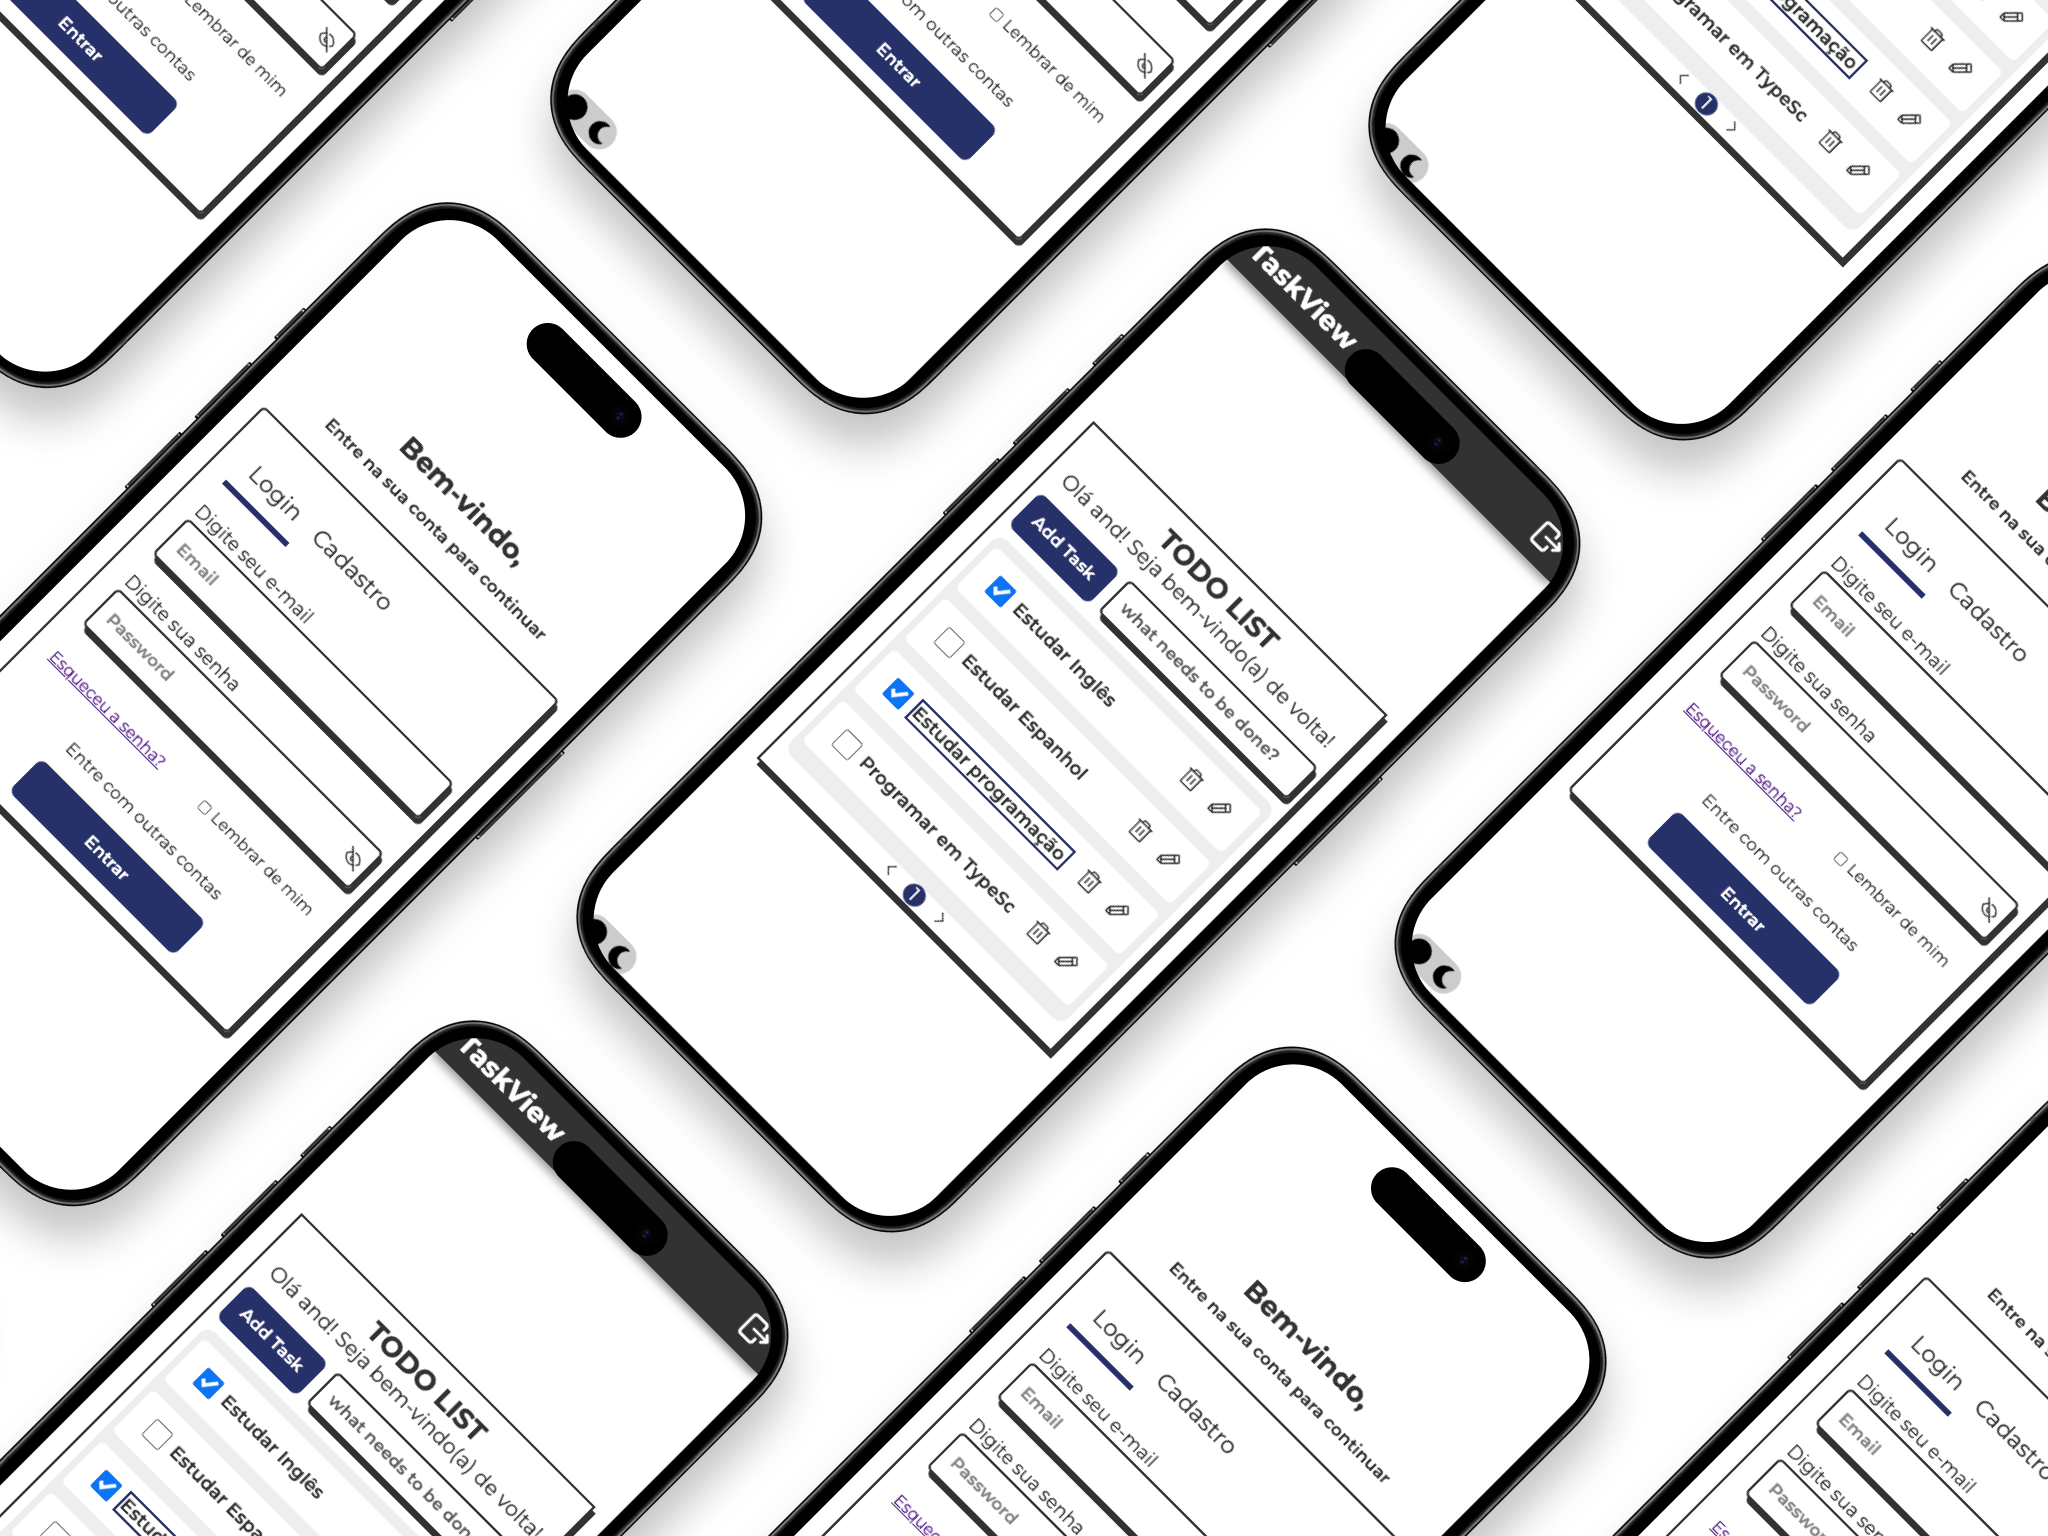 Entrar
outras contas
Lembrar de mim
Entrar
om outras contas
Lembrar de mim
gramação
gramar em TypeSc
1
Bem-vindo,
Entre na sua conta para continuar
Login
Cadastro
Digite seu e-mail
Email
Digite sua senha
Password
Esqueceu a senha?
Lembrar de mim
Entre com outras contas
Entrar
TaskView
TODO LIST
Olá and! Seja bem-vindo(a) de volta!
Add Task
what needs to be done?
Estudar Inglês
Estudar Espanhol
Estudar programação
Programar em TypeSc
1
Entre na sua
Login
Cadastro
Digite seu e-mail
Email
Digite sua senha
Password
Esqueceu a senha?
Lembrar de mim
Entre com outras contas
Entrar
TaskView
TODO LIST
Olá and! Seja bem-vindo(a) de volta!
Add Task
what needs to be don
Estudar Inglês
Estudar Espa
Estud
Bem-vindo,
Entre na sua conta para continuar
Login
Cadastro
Digite seu e-mail
Email
Digite sua senha
Password
Esquec
Entre na sua
Login
Cadastro
Digite seu e-mail
Email
Digite sua sen
Passwo